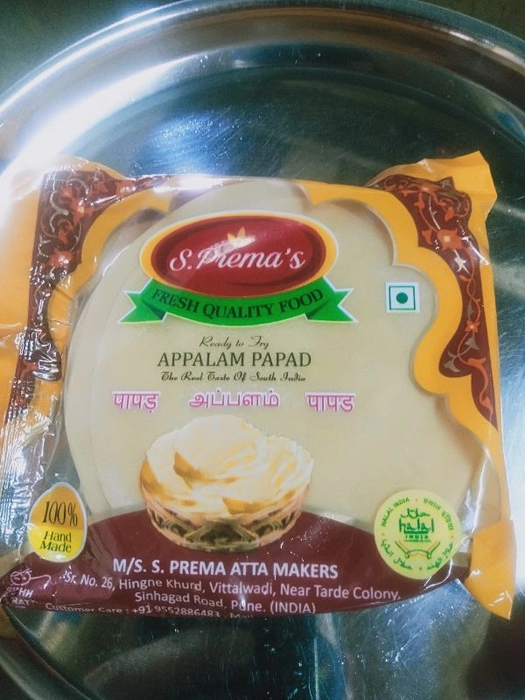 S.Prema's
FRESH QUALITY FOOD
Ready to Fry
APPALAM PAPAD
The Real Taste Of South India
पापड़ அப்பளம் पापड
100%
Hand
Made
HALAL INDIA
halal
INDIA
M/S. S. PREMA ATTA MAKERS
Sr. No. 26, Hingne Khurd, Vittalwadi, Near Tarde Colony,
Sinhagad Road, Pune. (INDIA)
Customer Care : +91 9552886483